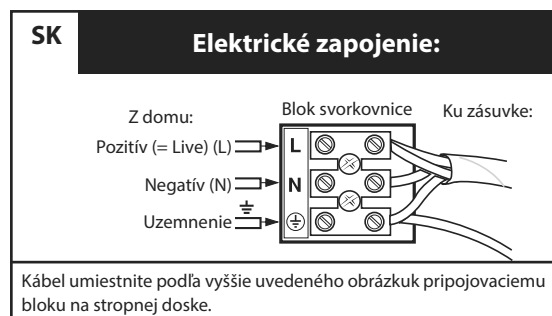 SK
Elektrické zapojenie:
Z domu:
Blok svorkovnice
Ku zásuvke:
Pozitív (= Live) (L)
L
Negatív (N)
N
Uzemnenie
Kábel umiestnite podľa vyššie uvedeného obrázkuk pripojovaciemu
bloku na stropnej doske.